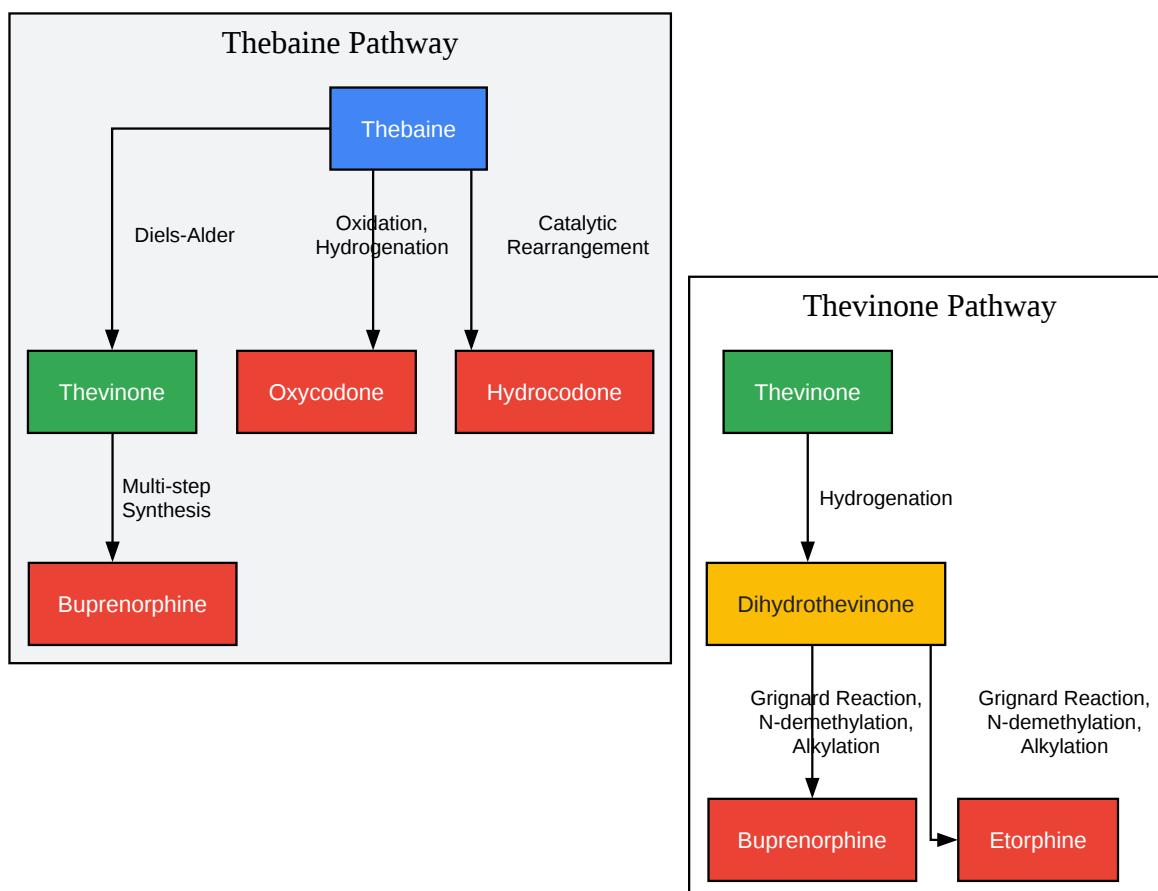 Thebaine Pathway
Thebaine
Diels-Alder
Oxidation,
Hydrogenation
Catalytic
Rearrangement
Thevinone
Oxycodone
Hydrocodone
Multi-step
Synthesis
Buprenorphine
Thevinone Pathway
Thevinone
Hydrogenation
Dihydrothevinone
Grignard Reaction,
N-demethylation,
Alkylation
Grignard Reaction,
N-demethylation,
Alkylation
Buprenorphine
Etorphine